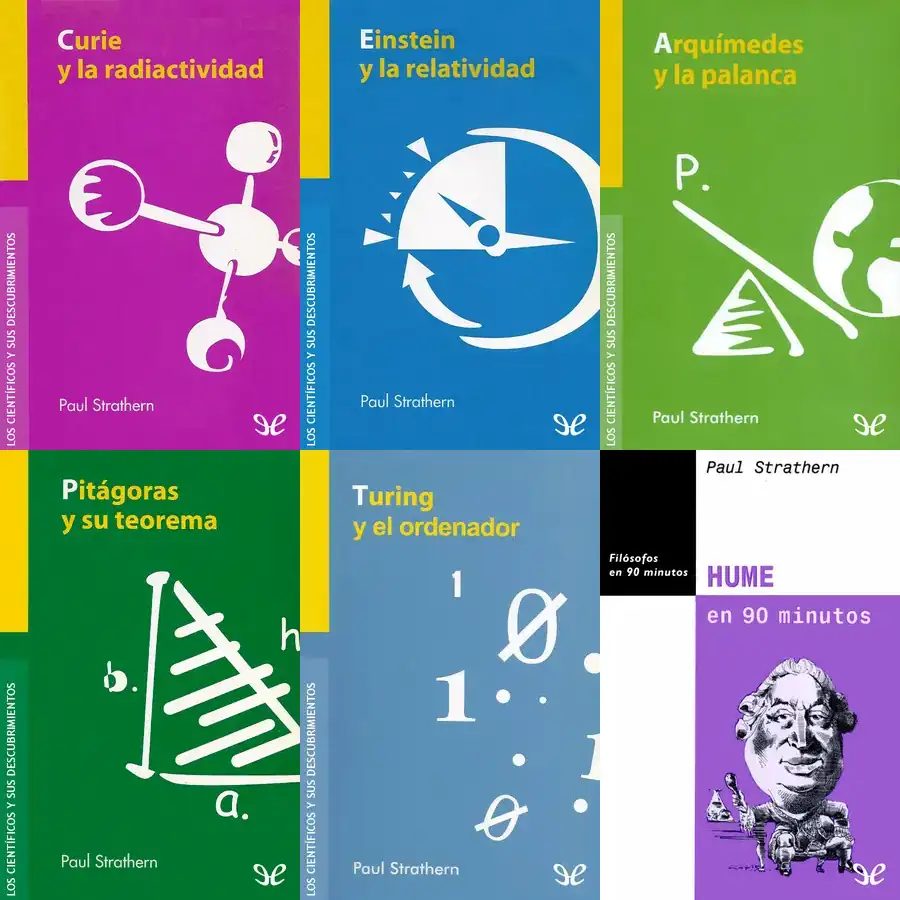 Curie
y la radiactividad
LOS CIENTÍFICOS Y SUS DESCUBRIMIENTOS
Paul Strathern
Einstein
y la relatividad
LOS CIENTÍFICOS Y SUS DESCUBRIMIENTOS
Paul Strathern
Arquímedes
y la palanca
P.
LOS CIENTÍFICOS Y SUS DESCUBRIMIENTOS
Paul Strathern
Pitágoras
y su teorema
h
b.
a.
LOS CIENTÍFICOS Y SUS DESCUBRIMIENTOS
Paul Strathern
Turing
y el ordenador
1
0
1
1
0
LOS CIENTÍFICOS Y SUS DESCUBRIMIENTOS
Paul Strathern
Paul Strathern
Filósofos
en 90 minutos
HUME
en 90 minutos